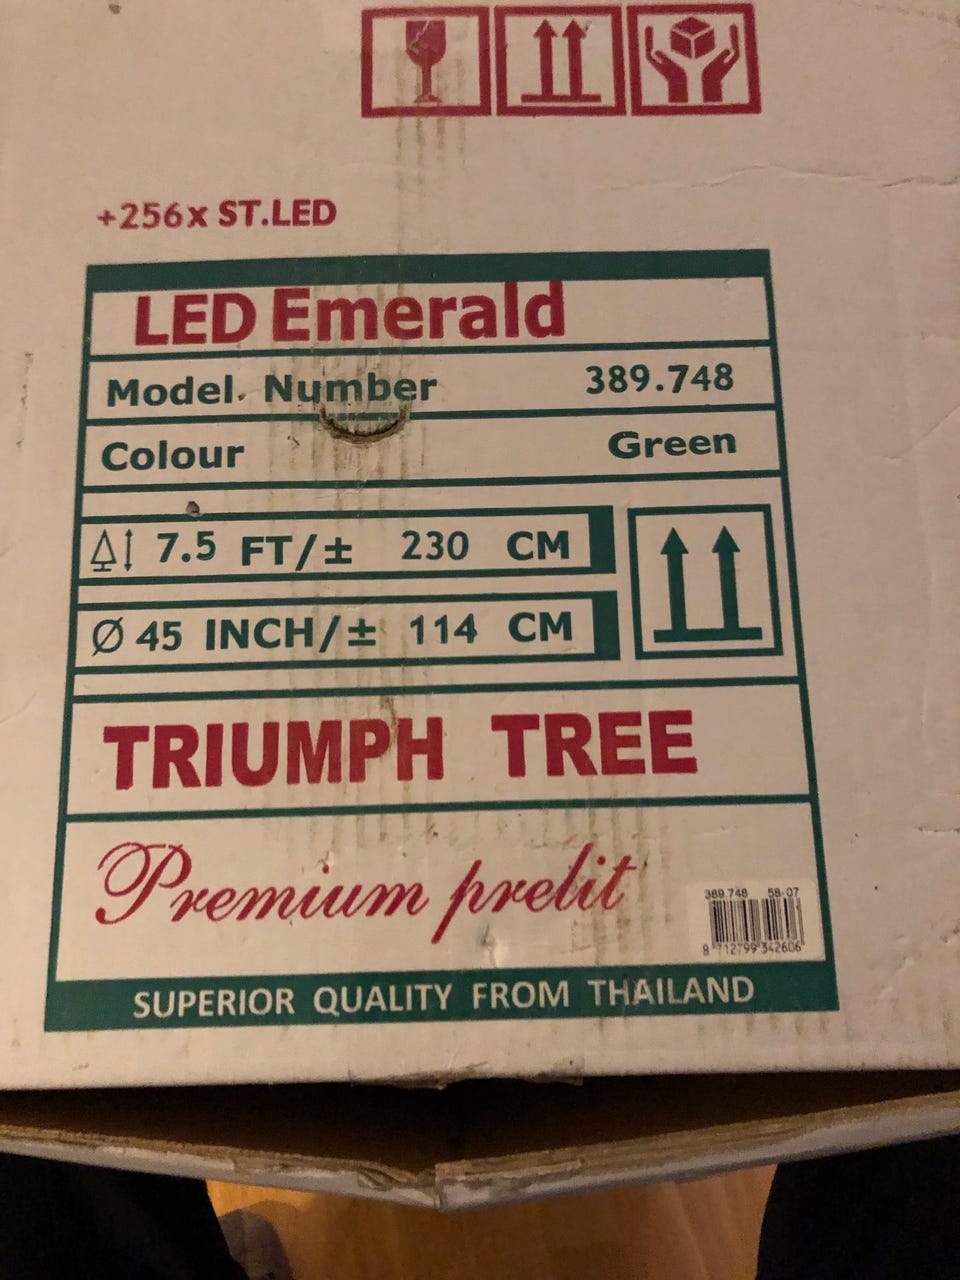 +256x ST.LED
LED Emerald
Model. Number 389.748
Colour Green
7.5 FT/± 230 CM
Ø 45 INCH/± 114 CM
TRIUMPH TREE
Premium prelit
389.748 58-07
8 712799 342606
SUPERIOR QUALITY FROM THAILAND